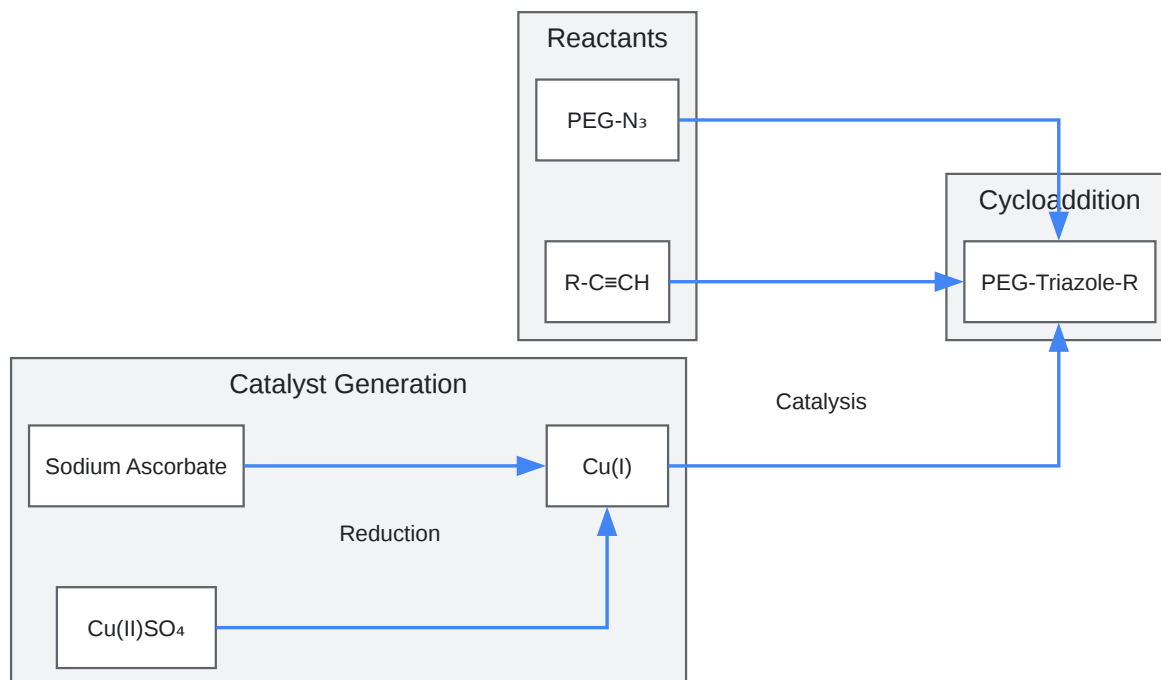 Reactants
PEG-N₃
R-C≡CH
Cycloaddition
PEG-Triazole-R
Catalyst Generation
Sodium Ascorbate
Cu(I)
Reduction
Cu(II)SO₄
Catalysis